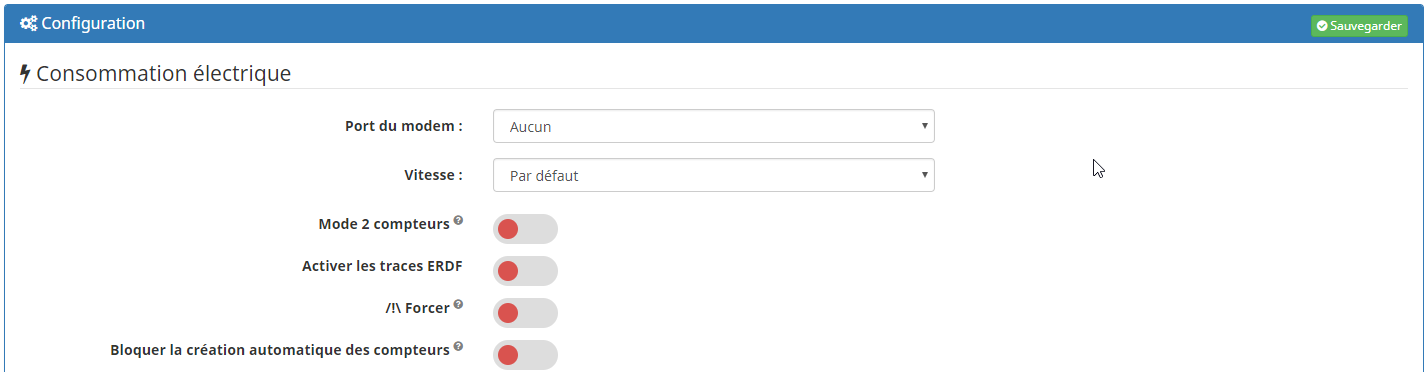 Configuration
Sauvegarder
Consommation électrique
Port du modem :
Aucun
Vitesse :
Par défaut
Mode 2 compteurs ?
Activer les traces ERDF
/!\ Forcer ?
Bloquer la création automatique des compteurs ?